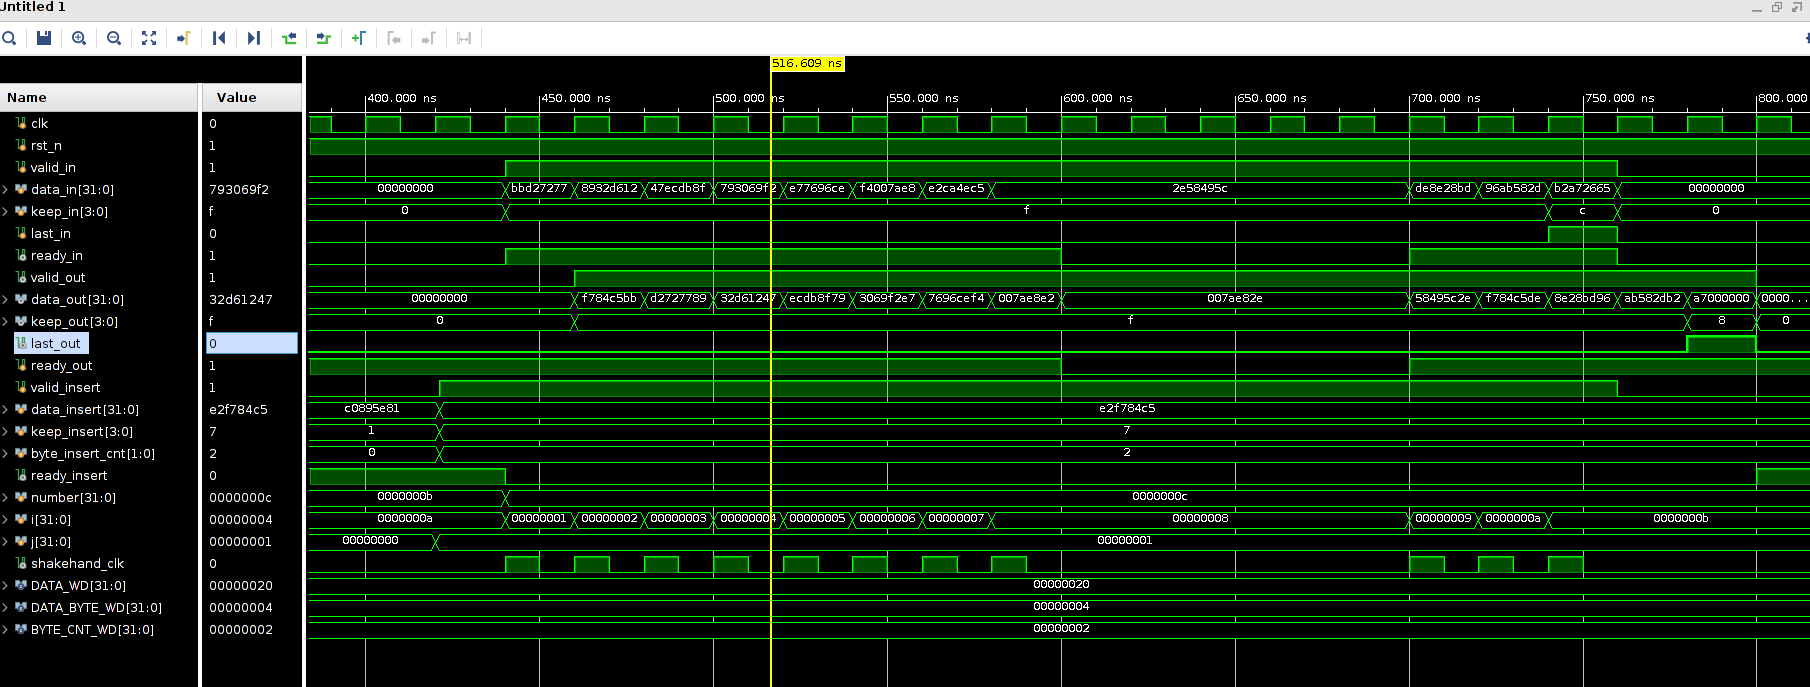 Untitled 1
516.609 ns
Name Value
400.000 ns 450.000 ns 500.000 ns 550.000 ns 600.000 ns 650.000 ns 700.000 ns 750.000 ns 800.000
clk 0
rst_n 1
valid_in 1
data_in[31:0] 793069f2 00000000 bbd27277 8932d612 47ecdb8f 793069f2 e77696ce f4007ae8 e2ca4ec5 2e58495c de8e28bd 96ab582d b2a72665 00000000
keep_in[3:0] f 0 f c 0
last_in 0
ready_in 1
valid_out 1
data_out[31:0] 32d61247 00000000 f784c5bb d2727789 32d61247 ecdb8f79 3069f2e7 7696cef4 007ae8e2 007ae82e 58495c2e f784c5de 8e28bd96 ab582db2 a7000000 0000...
keep_out[3:0] f 0 f 8 0
last_out 0
ready_out 1
valid_insert 1
data_insert[31:0] e2f784c5 c0895e81 e2f784c5
keep_insert[3:0] 7 1 7
byte_insert_cnt[1:0] 2 0 2
ready_insert 0
number[31:0] 0000000c 0000000b 0000000c
i[31:0] 00000004 0000000a 00000001 00000002 00000003 00000004 00000005 00000006 00000007 00000008 00000009 0000000a 0000000b
j[31:0] 00000001 00000000 00000001
shakehand_clk 0
DATA_WD[31:0] 00000020 00000020
DATA_BYTE_WD[31:0] 00000004 00000004
BYTE_CNT_WD[31:0] 00000002 00000002